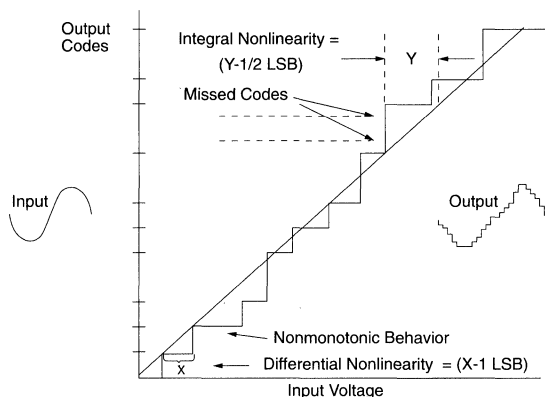 Output
Codes
Integral Nonlinearity =
(Y-1/2 LSB)
Y
Missed Codes
Input
Output
Nonmonotonic Behavior
X
Differential Nonlinearity = (X-1 LSB)
Input Voltage